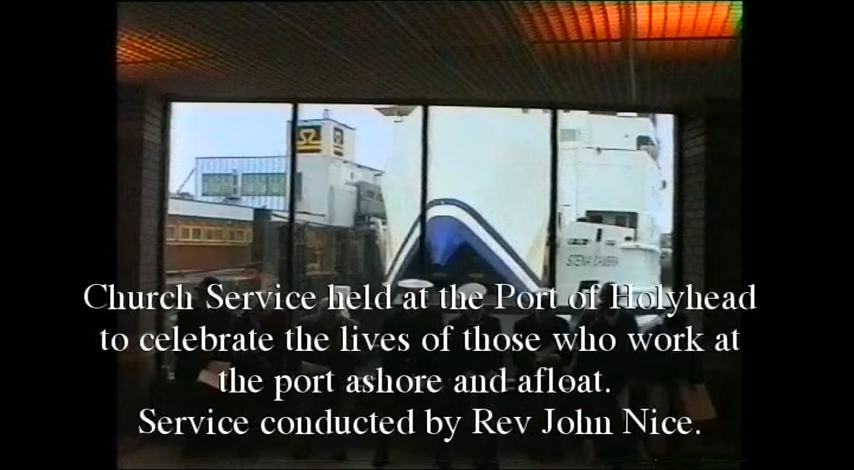 STENA CAMBRIA
Church Service held at the Port of Holyhead
to celebrate the lives of those who work at
the port ashore and afloat.
Service conducted by Rev John Nice.